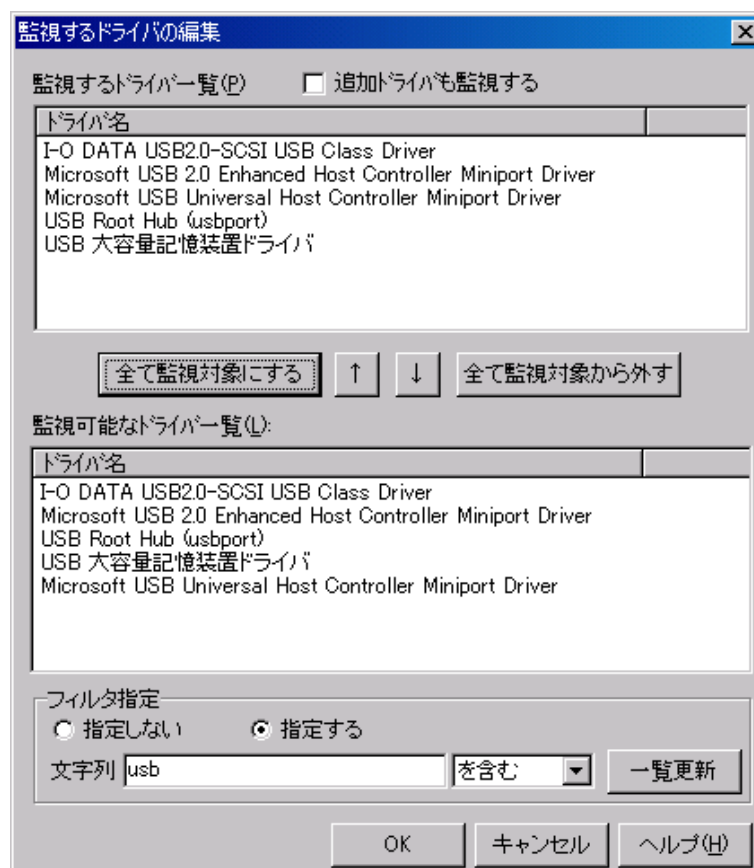 監視するドライバの編集
監視するドライバ一覧(P) 追加ドライバも監視する
ドライバ名
I-O DATA USB2.0-SCSI USB Class Driver
Microsoft USB 2.0 Enhanced Host Controller Miniport Driver
Microsoft USB Universal Host Controller Miniport Driver
USB Root Hub (usbport)
USB 大容量記憶装置ドライバ
全て監視対象にする ↑ ↓ 全て監視対象から外す
監視可能なドライバ一覧(L):
ドライバ名
I-O DATA USB2.0-SCSI USB Class Driver
Microsoft USB 2.0 Enhanced Host Controller Miniport Driver
USB Root Hub (usbport)
USB 大容量記憶装置ドライバ
Microsoft USB Universal Host Controller Miniport Driver
フィルタ指定
指定しない 指定する
文字列 usb を含む 一覧更新
OK キャンセル ヘルプ(H)